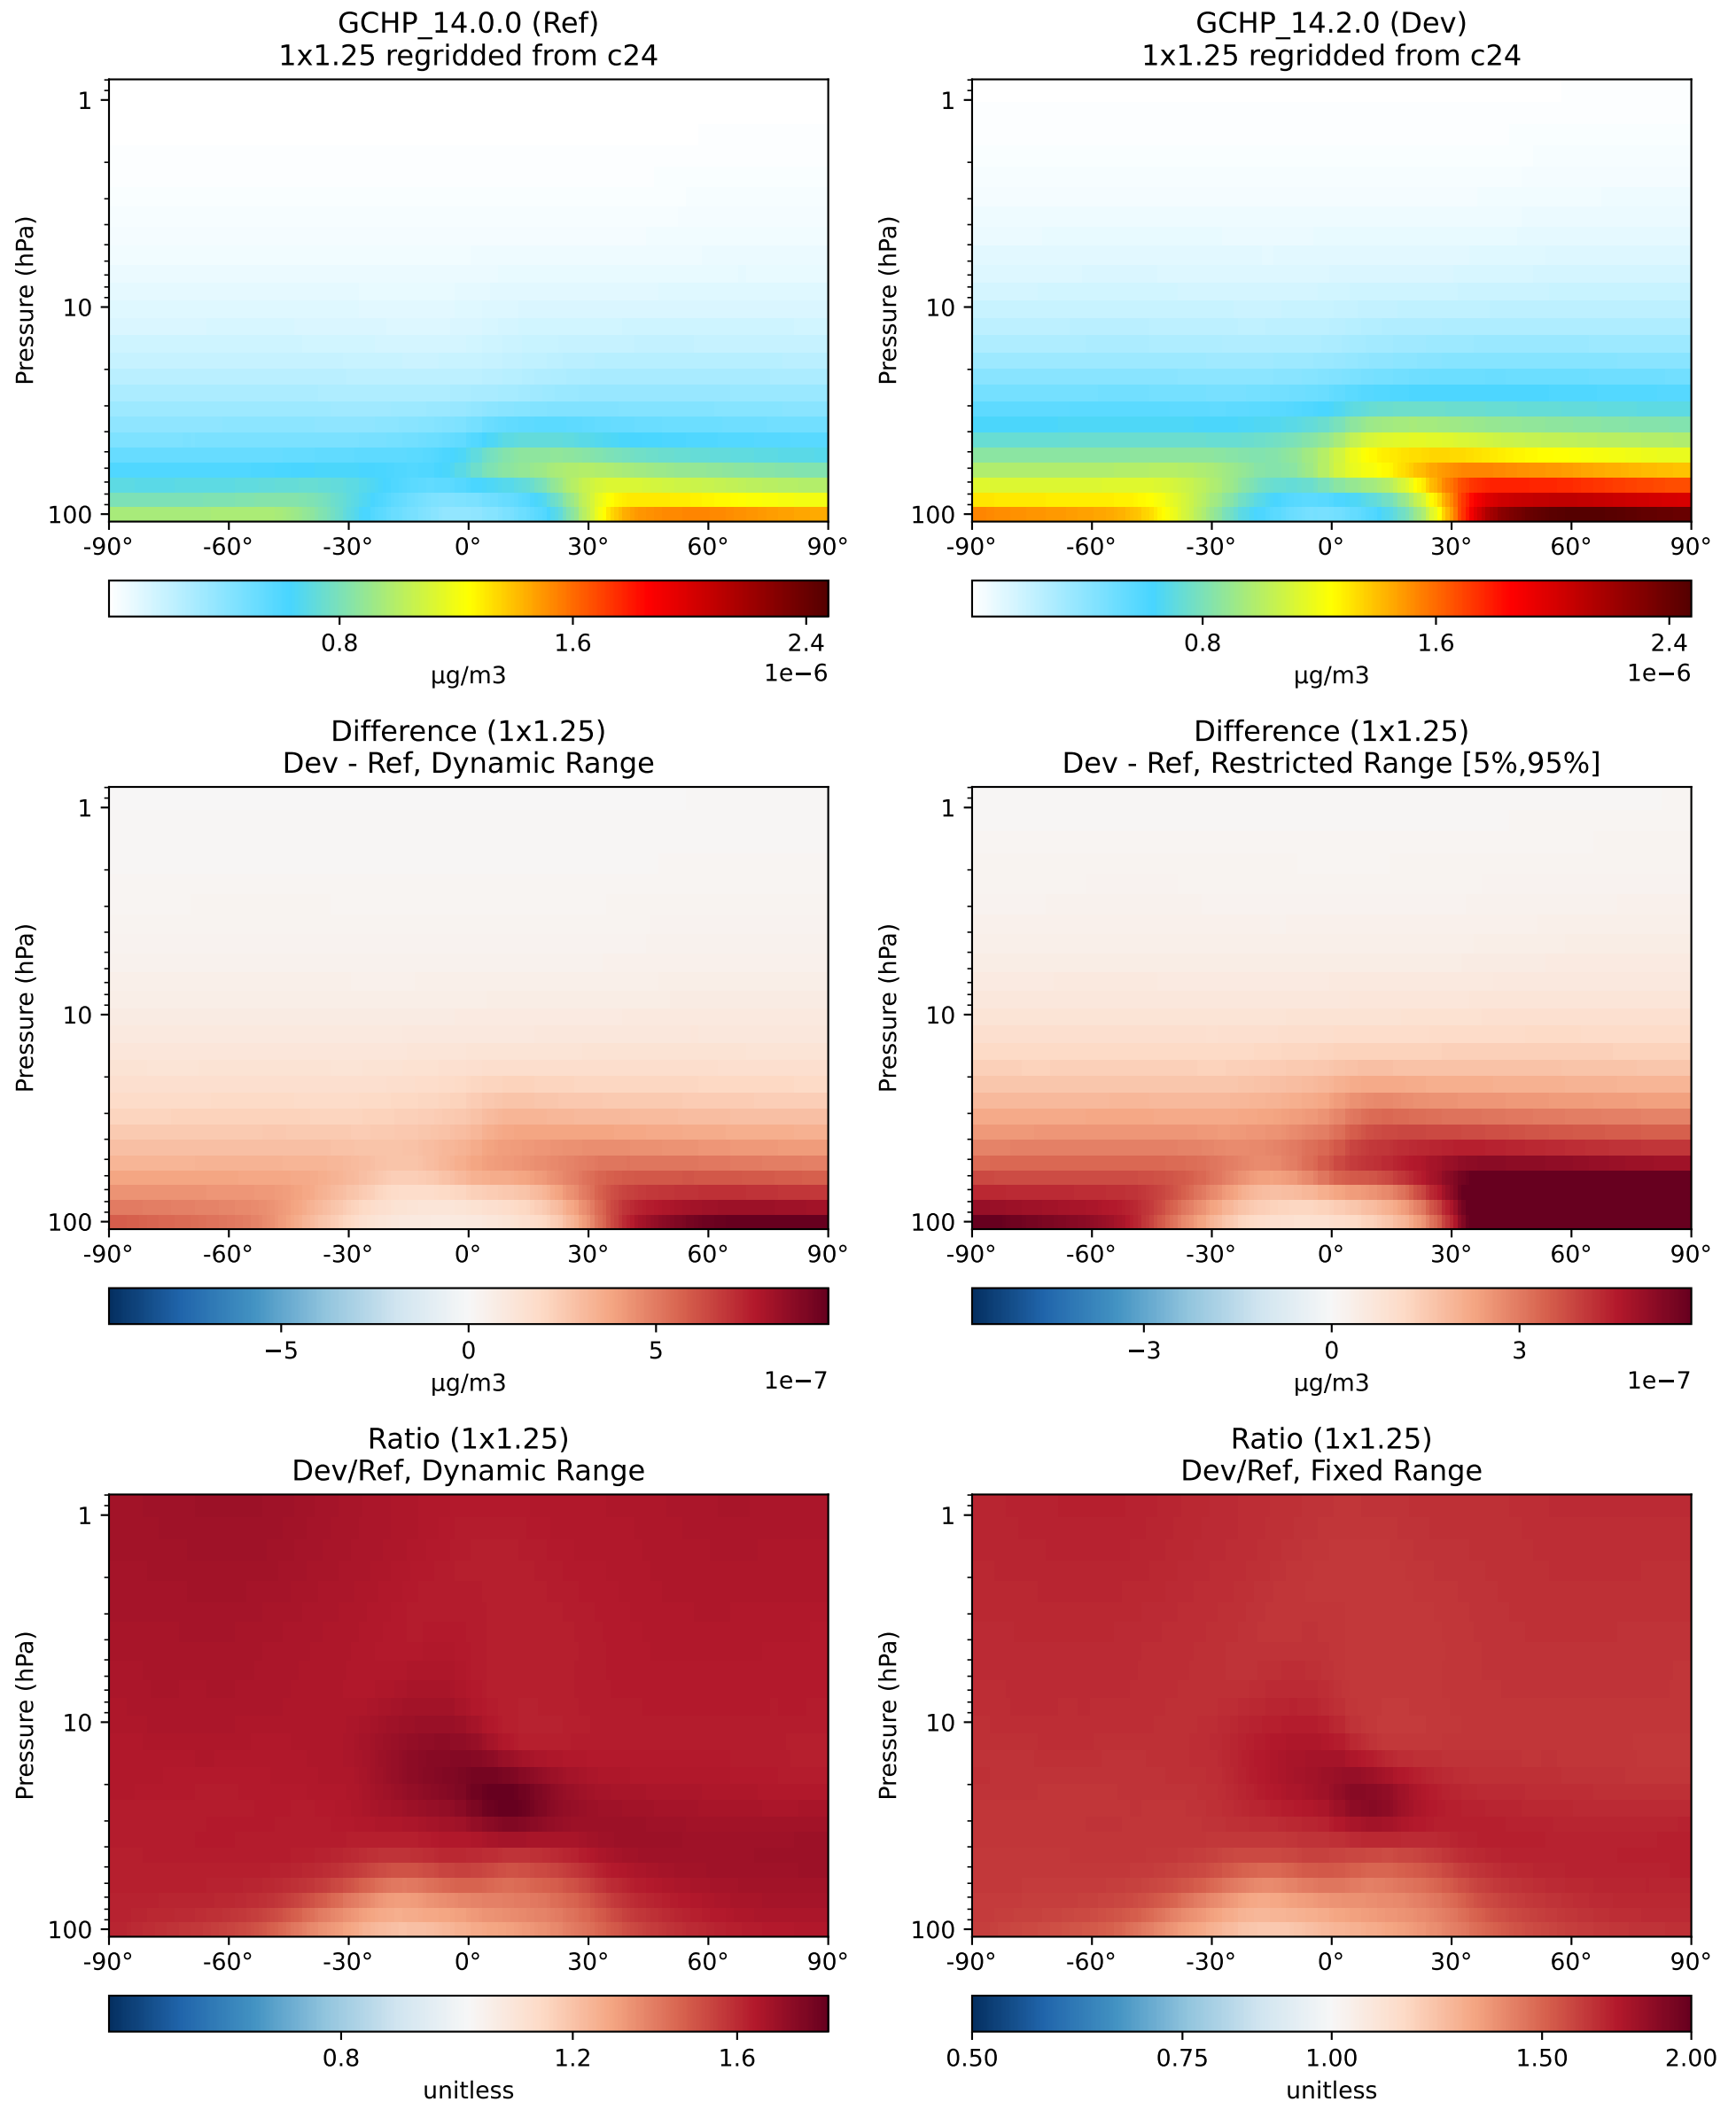 GCHP_14.0.0 (Ref)
1x1.25 regridded from c24
Pressure (hPa)
1
10
100
-90° -60° -30° 0° 30° 60° 90°
0.8 1.6 2.4
µg/m3 1e−6
GCHP_14.2.0 (Dev)
1x1.25 regridded from c24
Pressure (hPa)
1
10
100
-90° -60° -30° 0° 30° 60° 90°
0.8 1.6 2.4
µg/m3 1e−6
Difference (1x1.25)
Dev - Ref, Dynamic Range
Pressure (hPa)
1
10
100
-90° -60° -30° 0° 30° 60° 90°
−5 0 5
µg/m3 1e−7
Difference (1x1.25)
Dev - Ref, Restricted Range [5%,95%]
Pressure (hPa)
1
10
100
-90° -60° -30° 0° 30° 60° 90°
−3 0 3
µg/m3 1e−7
Ratio (1x1.25)
Dev/Ref, Dynamic Range
Pressure (hPa)
1
10
100
-90° -60° -30° 0° 30° 60° 90°
0.8 1.2 1.6
unitless
Ratio (1x1.25)
Dev/Ref, Fixed Range
Pressure (hPa)
1
10
100
-90° -60° -30° 0° 30° 60° 90°
0.50 0.75 1.00 1.50 2.00
unitless